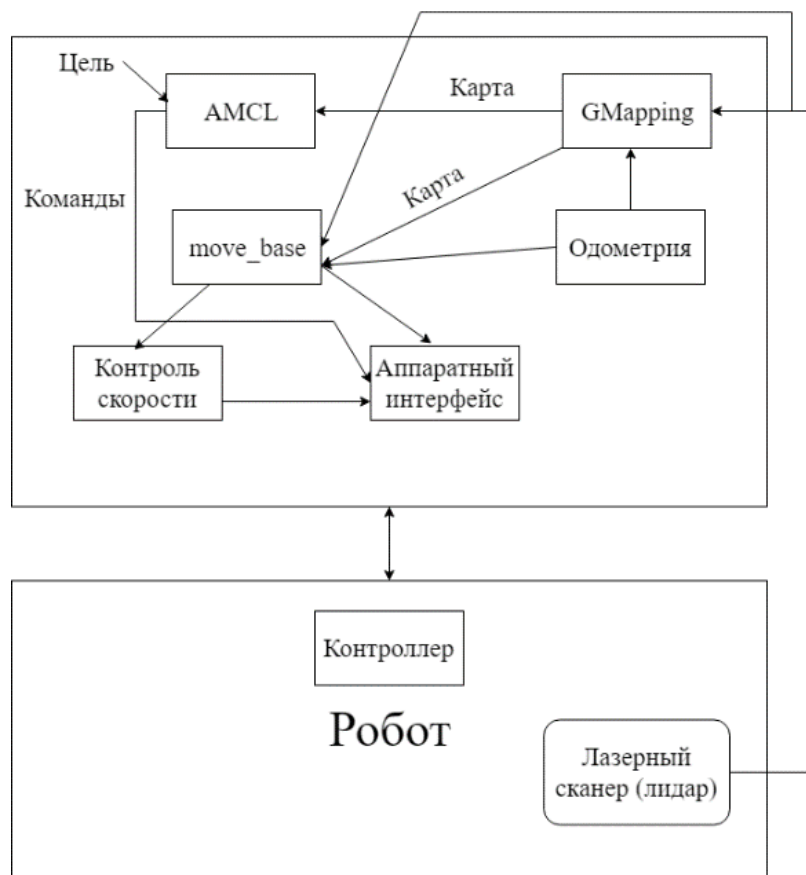 Цель
AMCL
Карта
GMapping
Команды
Карта
move_base
Одометрия
Контроль
скорости
Аппаратный
интерфейс
Контроллер
Робот
Лазерный
сканер (лидар)